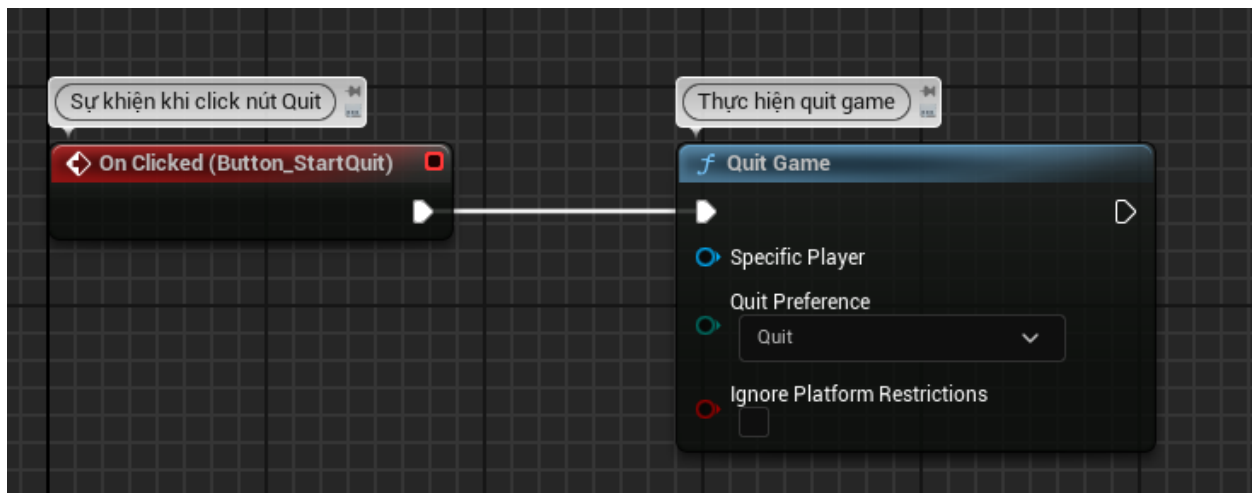 Sự khiện khi click nút Quit
Thực hiện quit game
On Clicked (Button_StartQuit)
f Quit Game
Specific Player
Quit Preference
Quit
Ignore Platform Restrictions